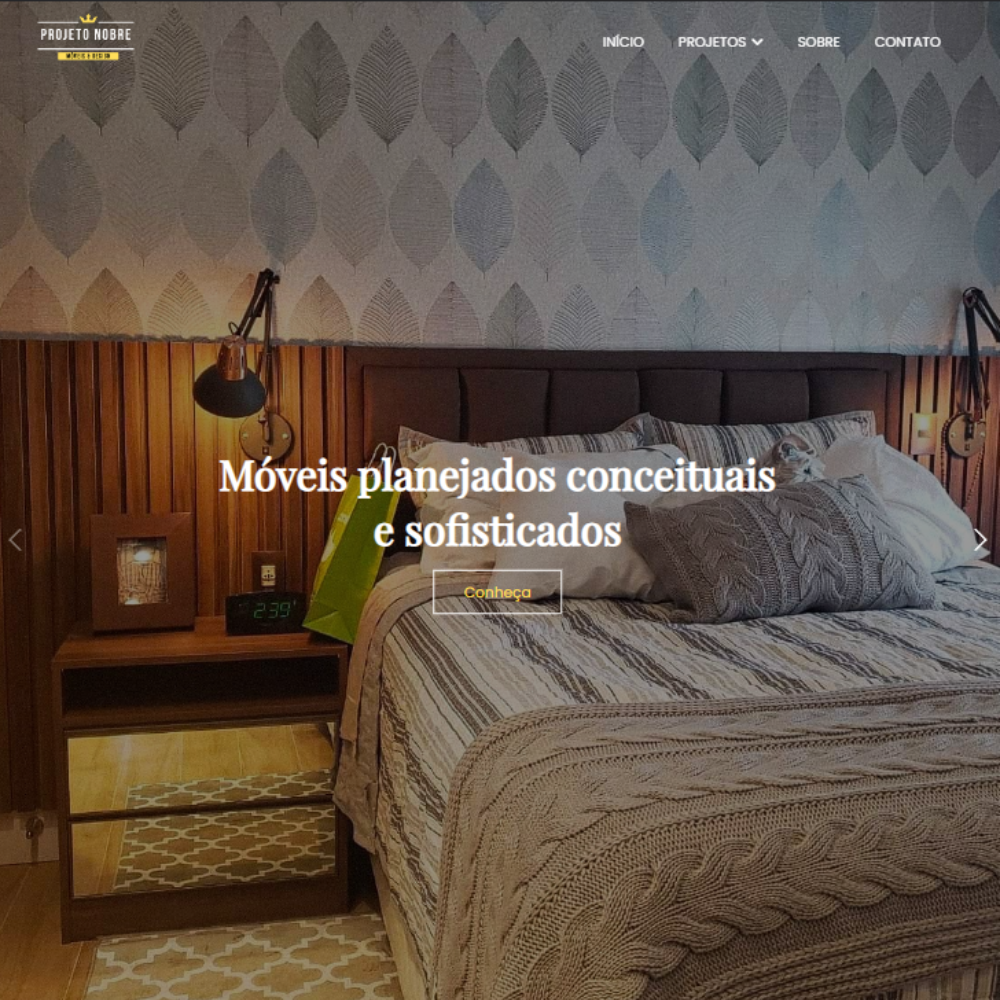 PROJETO NOBRE
MÓVEIS & DESIGN
INÍCIO
PROJETOS
SOBRE
CONTATO
Móveis planejados conceituais
e sofisticados
Conheça
2:39